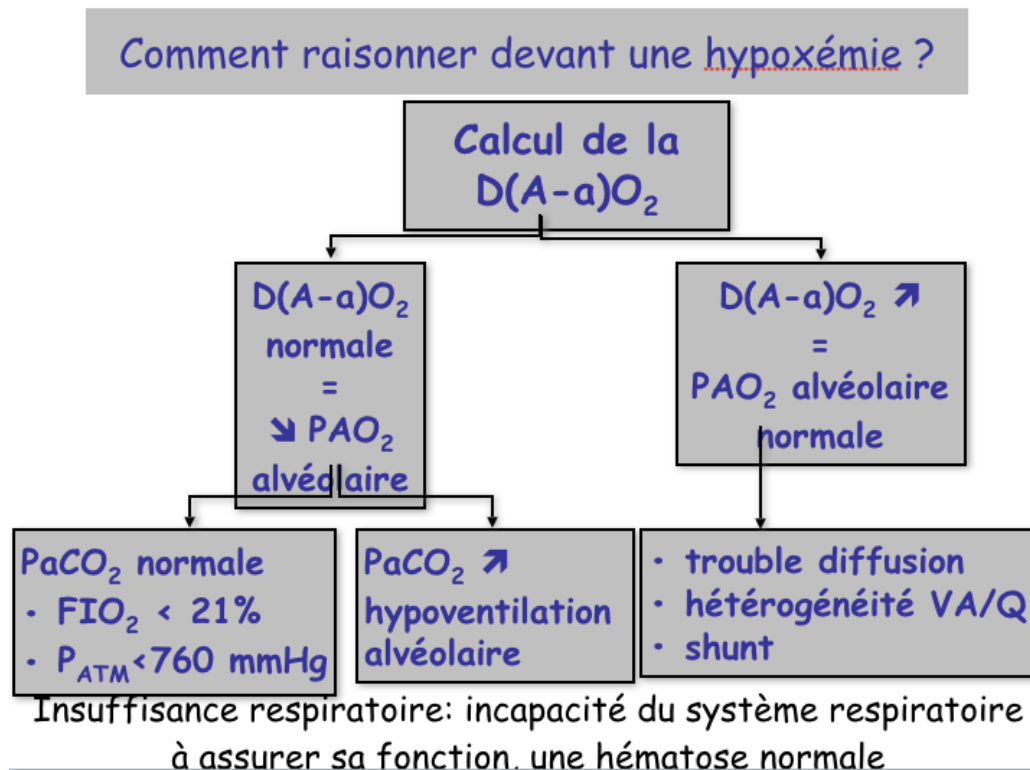 Comment raisonner devant une hypoxémie ?
Calcul de la
D(A-a)O₂
D(A-a)O₂
normale
=
↘ PAO₂
alvéolaire
D(A-a)O₂ ↗
=
PAO₂ alvéolaire
normale
PaCO₂ normale
• FIO₂ < 21%
• P_ATM<760 mmHg
PaCO₂ ↗
hypoventilation
alvéolaire
• trouble diffusion
• hétérogénéité VA/Q
• shunt
Insuffisance respiratoire: incapacité du système respiratoire
à assurer sa fonction, une hématose normale